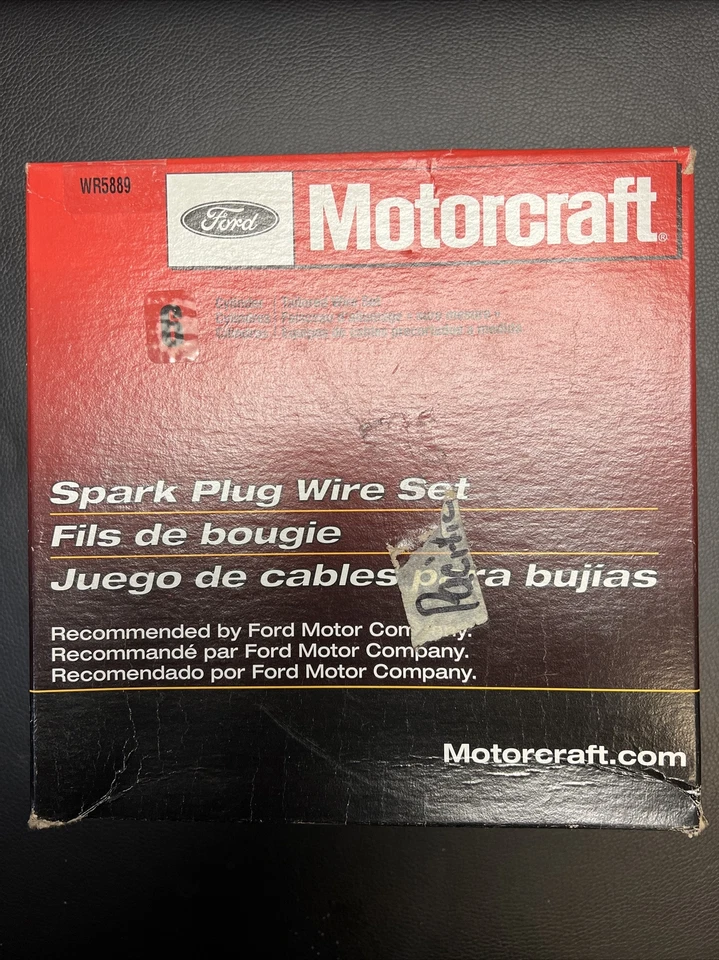 WR5889
Ford
Motorcraft®
Spark Plug Wire Set
Fils de bougie
Juego de cables para bujías
Recommended by Ford Motor Company.
Recommandé par Ford Motor Company.
Recomendado por Ford Motor Company.
Motorcraft.com